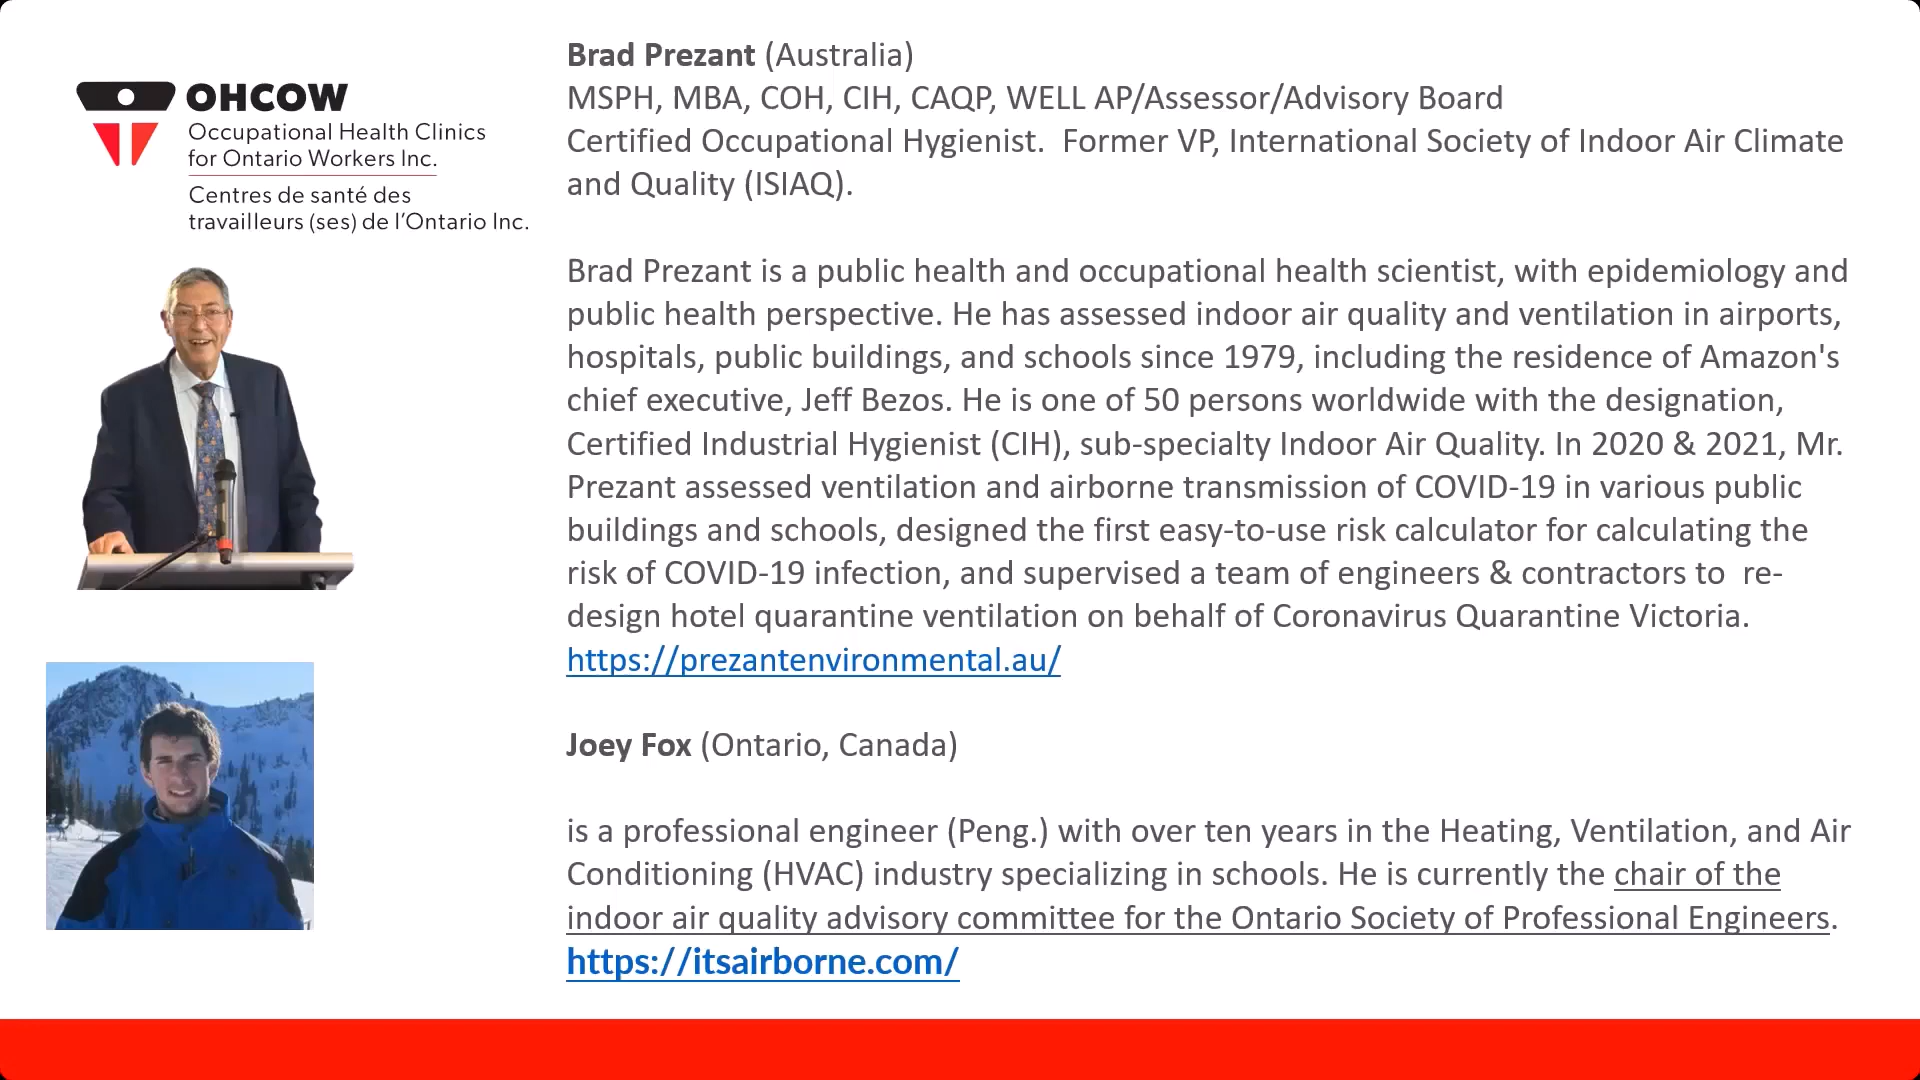 OHCOW
Occupational Health Clinics
for Ontario Workers Inc.
Centres de santé des
travailleurs (ses) de l'Ontario Inc.
Brad Prezant (Australia)
MSPH, MBA, COH, CIH, CAQP, WELL AP/Assessor/Advisory Board
Certified Occupational Hygienist.  Former VP, International Society of Indoor Air Climate
and Quality (ISIAQ).
Brad Prezant is a public health and occupational health scientist, with epidemiology and
public health perspective. He has assessed indoor air quality and ventilation in airports,
hospitals, public buildings, and schools since 1979, including the residence of Amazon's
chief executive, Jeff Bezos. He is one of 50 persons worldwide with the designation,
Certified Industrial Hygienist (CIH), sub-specialty Indoor Air Quality. In 2020 & 2021, Mr.
Prezant assessed ventilation and airborne transmission of COVID-19 in various public
buildings and schools, designed the first easy-to-use risk calculator for calculating the
risk of COVID-19 infection, and supervised a team of engineers & contractors to  re-
design hotel quarantine ventilation on behalf of Coronavirus Quarantine Victoria.
https://prezantenvironmental.au/
Joey Fox (Ontario, Canada)
is a professional engineer (Peng.) with over ten years in the Heating, Ventilation, and Air
Conditioning (HVAC) industry specializing in schools. He is currently the chair of the
indoor air quality advisory committee for the Ontario Society of Professional Engineers.
https://itsairborne.com/